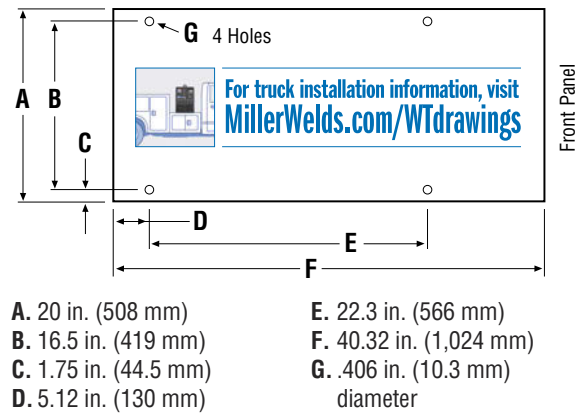 G 4 Holes
A
B
C
For truck installation information, visit
MillerWelds.com/WTdrawings
Front Panel
D
E
F
A. 20 in. (508 mm)
B. 16.5 in. (419 mm)
C. 1.75 in. (44.5 mm)
D. 5.12 in. (130 mm)
E. 22.3 in. (566 mm)
F. 40.32 in. (1,024 mm)
G. .406 in. (10.3 mm)
diameter